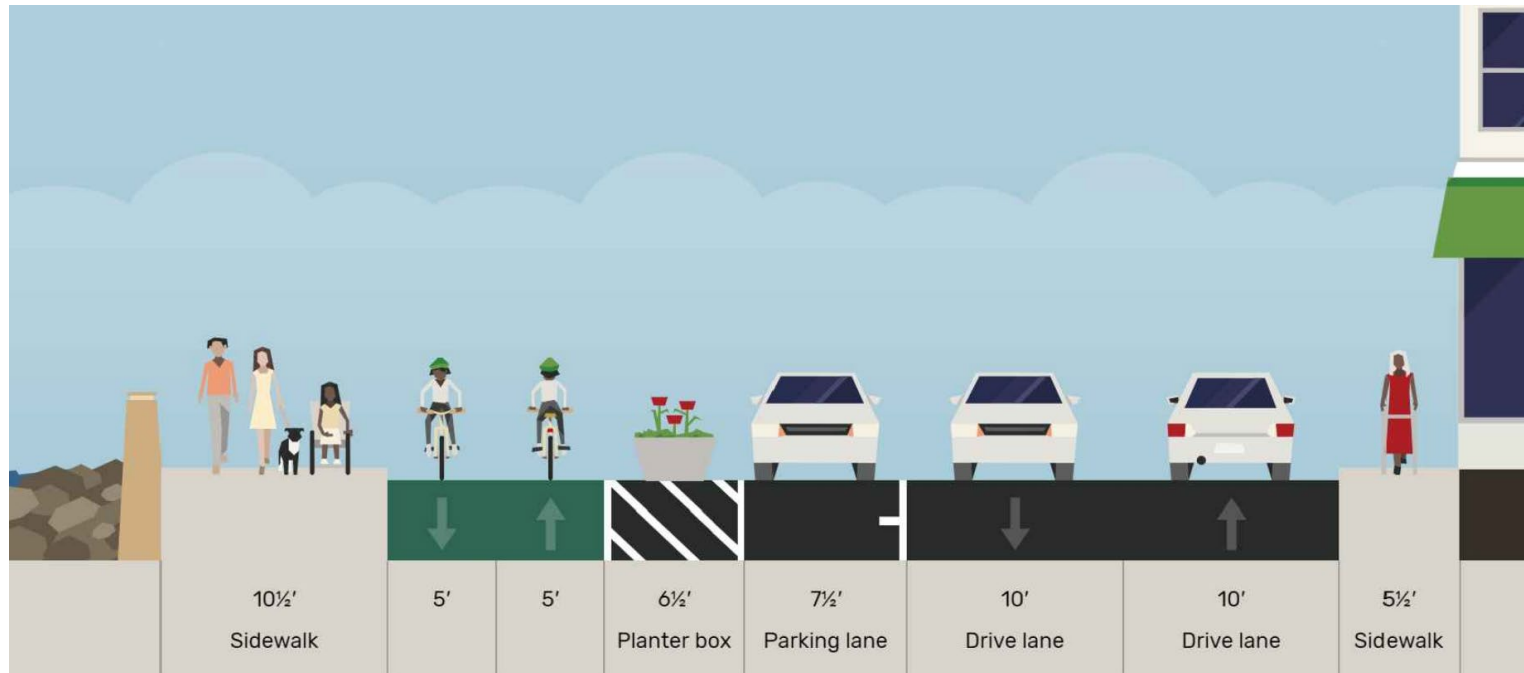 10½′ 5′ 5′ 6½′ 7½′ 10′ 10′ 5½′
Sidewalk Planter box Parking lane Drive lane Drive lane Sidewalk